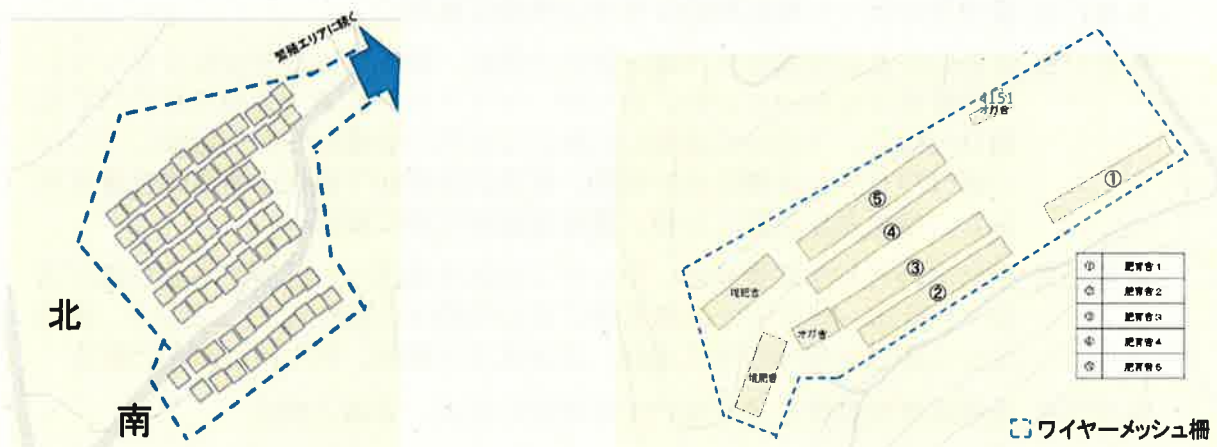 繁殖エリアに続く
北
南
4151
オガ舎
①
⑤
④
③
②
堆肥舎
オガ舎
堆肥舎
① 肥育舎1
② 肥育舎2
③ 肥育舎3
④ 肥育舎4
⑤ 肥育舎5
ワイヤーメッシュ柵